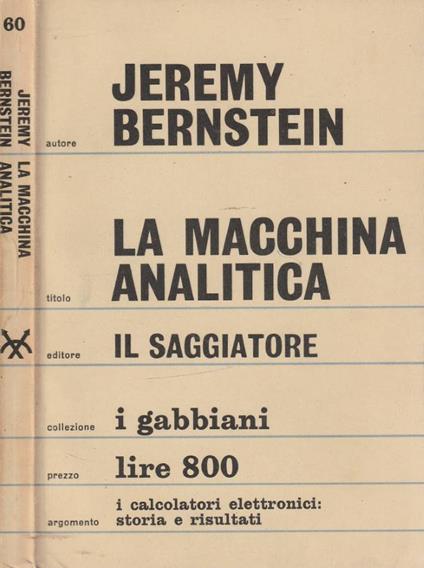 60
JEREMY BERNSTEIN
LA MACCHINA ANALITICA
autore JEREMY
BERNSTEIN
titolo LA MACCHINA
ANALITICA
editore IL SAGGIATORE
collezione i gabbiani
prezzo lire 800
argomento i calcolatori elettronici:
storia e risultati